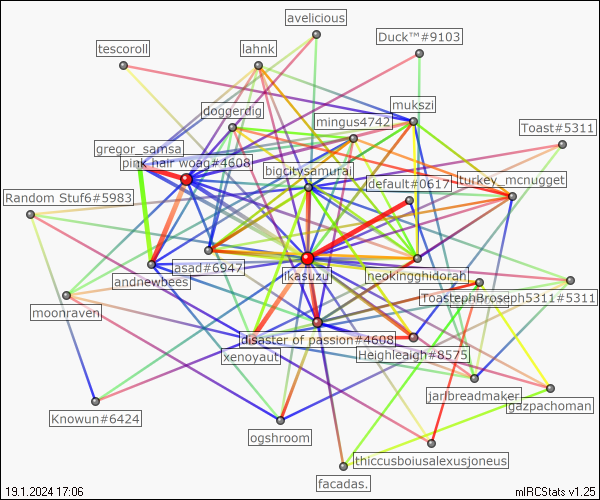 avelicious
Duck™#9103
tescoroll
lahnk
doggerdig
mukszi
mingus4742
Toast#5311
gregor_samsa
pink hair woag#4608
bigcitysamurai
default#0617
turkey_mcnugget
Random Stuf6#5983
andnewbees
asad#6947
ikasuzu
neokingghidorah
moonraven
ToastephBroseph5311#5311
disaster of passion#4608
xenoyaut
Heighleigh#8575
jarlbreadmaker
gazpachoman
Knowun#6424
ogshroom
thiccusboiusalexusjoneus
facadas.
19.1.2024 17:06
mIRCStats v1.25